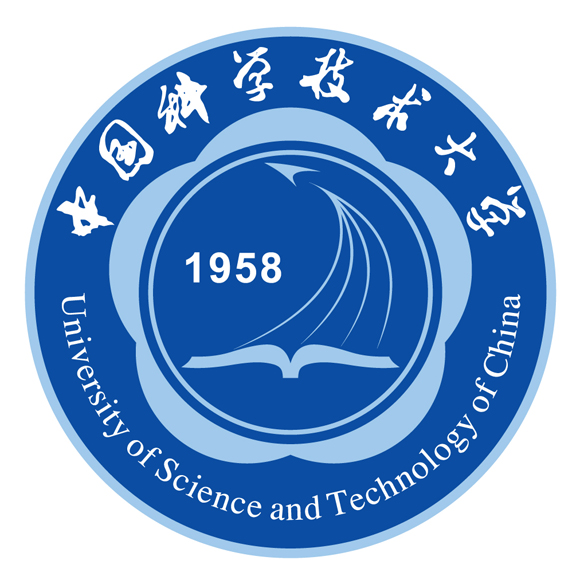 中国科学技术大学
1958
University of Science and Technology of China